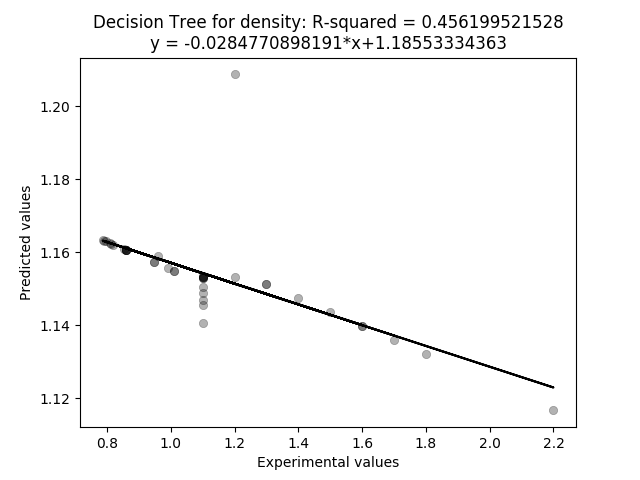 Decision Tree for density: R-squared = 0.456199521528
y = -0.0284770898191*x+1.18553334363
1.20
1.18
1.16
1.14
1.12
Predicted values
0.8 1.0 1.2 1.4 1.6 1.8 2.0 2.2
Experimental values